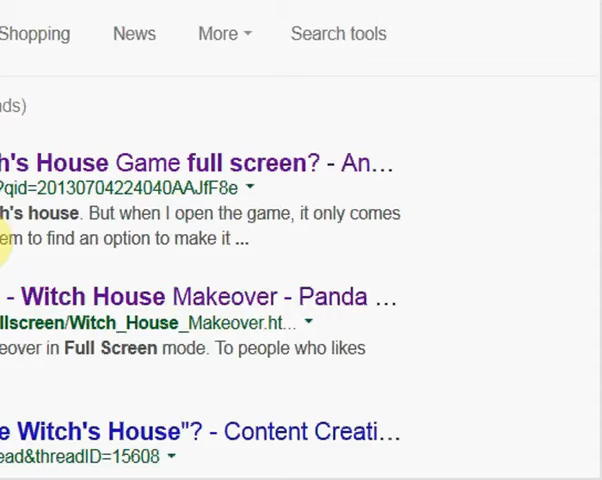 Shopping News More Search tools
nds)
h's House Game full screen? - An...
?qid=20130704224040AAJfF8e
h's house. But when I open the game, it only comes
em to find an option to make it ...
- Witch House Makeover - Panda ...
llscreen/Witch_House_Makeover.ht...
eover in Full Screen mode. To people who likes
e Witch's House"? - Content Creati...
ead&threadID=15608